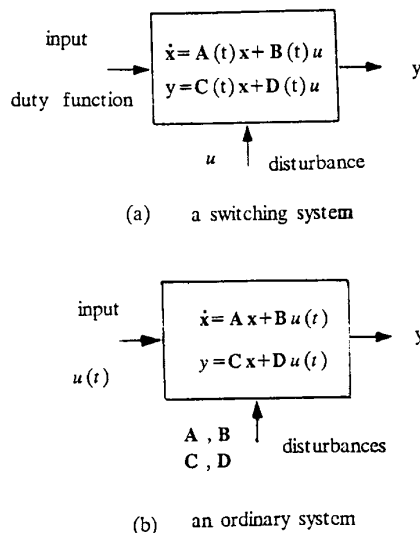 input
ẋ = A (t) x + B (t) u
y = C (t) x + D (t) u
y
duty function
u
disturbance
(a) a switching system
input
ẋ = A x + B u(t)
y = C x + D u(t)
y
u(t)
A , B
C , D
disturbances
(b) an ordinary system